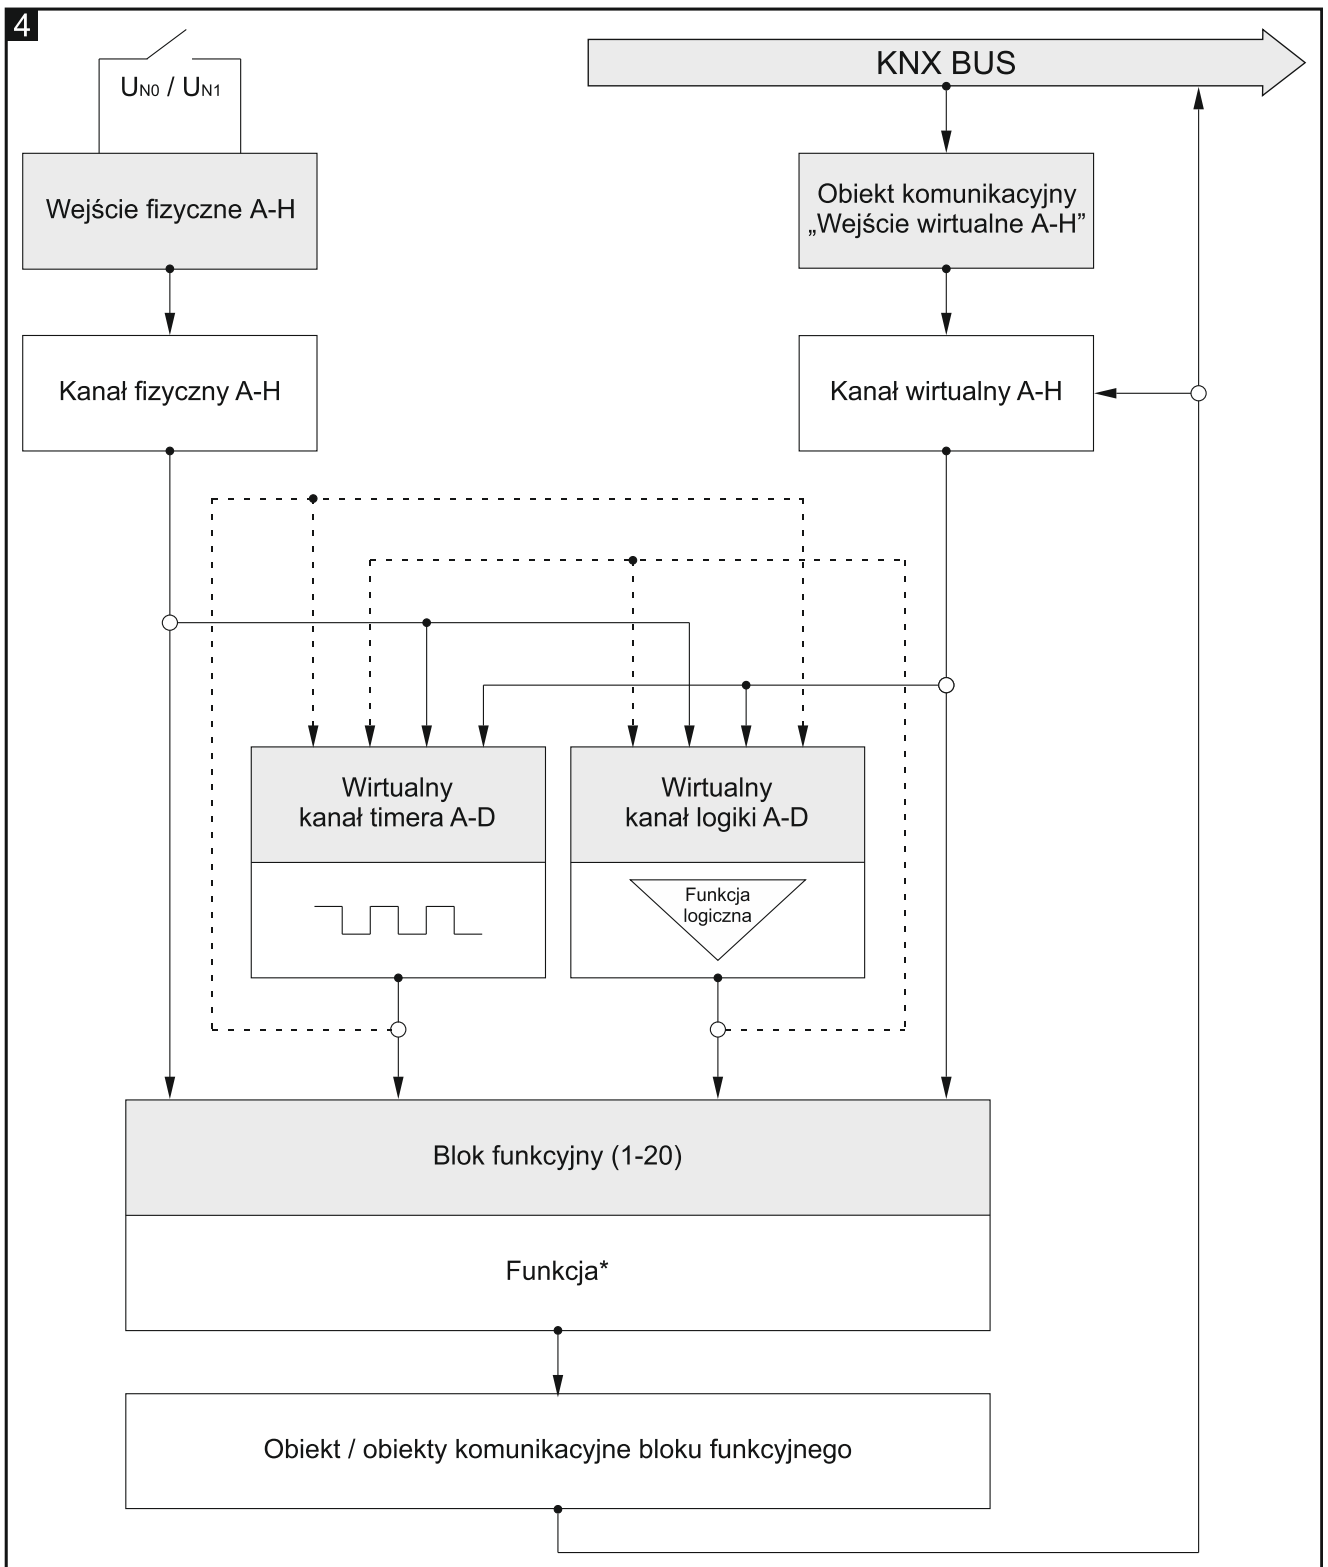 4
UN0 / UN1
KNX BUS
Wejście fizyczne A-H
Obiekt komunikacyjny
„Wejście wirtualne A-H”
Kanał fizyczny A-H
Kanał wirtualny A-H
Wirtualny
kanał timera A-D
Wirtualny
kanał logiki A-D
Funkcja
logiczna
Blok funkcyjny (1-20)
Funkcja*
Obiekt / obiekty komunikacyjne bloku funkcyjnego